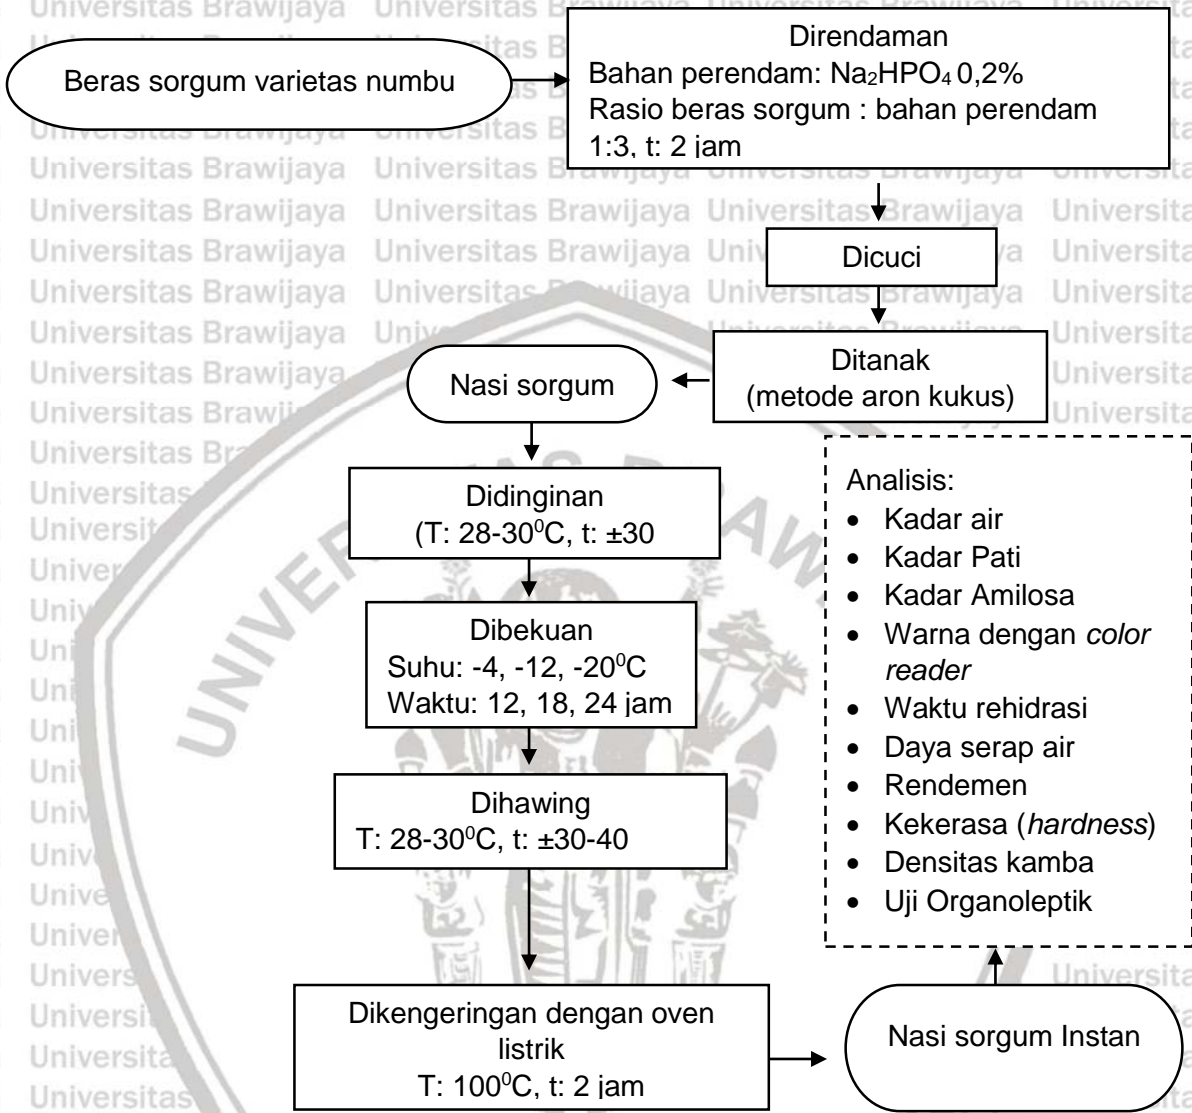 Beras sorgum varietas numbu
Direndaman
Bahan perendam: Na₂HPO₄ 0,2%
Rasio beras sorgum : bahan perendam
1:3, t: 2 jam
Dicuci
Ditanak
(metode aron kukus)
Nasi sorgum
Didinginan
(T: 28-30⁰C, t: ±30
Dibekuan
Suhu: -4, -12, -20⁰C
Waktu: 12, 18, 24 jam
Dihawing
T: 28-30⁰C, t: ±30-40
Dikengeringan dengan oven
listrik
T: 100⁰C, t: 2 jam
Nasi sorgum Instan
Analisis:
• Kadar air
• Kadar Pati
• Kadar Amilosa
• Warna dengan color
reader
• Waktu rehidrasi
• Daya serap air
• Rendemen
• Kekerasa (hardness)
• Densitas kamba
• Uji Organoleptik